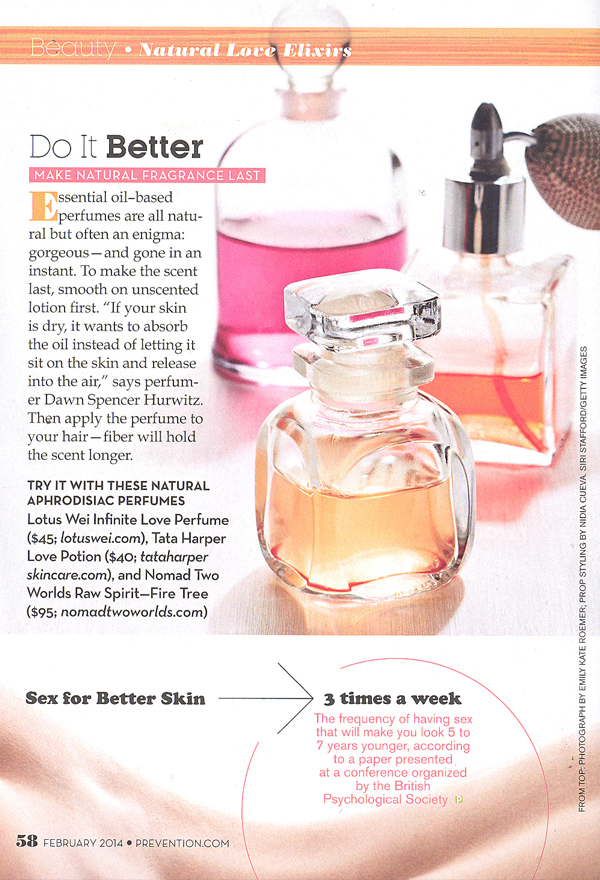 Beauty • Natural Love Elixirs
Do It Better
MAKE NATURAL FRAGRANCE LAST
Essential oil–based
perfumes are all natu-
ral but often an enigma:
gorgeous—and gone in an
instant. To make the scent
last, smooth on unscented
lotion first. “If your skin
is dry, it wants to absorb
the oil instead of letting it
sit on the skin and release
into the air,” says perfum-
er Dawn Spencer Hurwitz.
Then apply the perfume to
your hair—fiber will hold
the scent longer.
TRY IT WITH THESE NATURAL
APHRODISIAC PERFUMES
Lotus Wei Infinite Love Perfume
($45; lotuswei.com), Tata Harper
Love Potion ($40; tataharper
skincare.com), and Nomad Two
Worlds Raw Spirit—Fire Tree
($95; nomadtwoworlds.com)
Sex for Better Skin
3 times a week
The frequency of having sex
that will make you look 5 to
7 years younger, according
to a paper presented
at a conference organized
by the British
Psychological Society P
58 FEBRUARY 2014 • PREVENTION.COM
FROM TOP: PHOTOGRAPH BY EMILY KATE ROEMER; PROP STYLING BY NIDIA CUEVA. SIRI STAFFORD/GETTY IMAGES